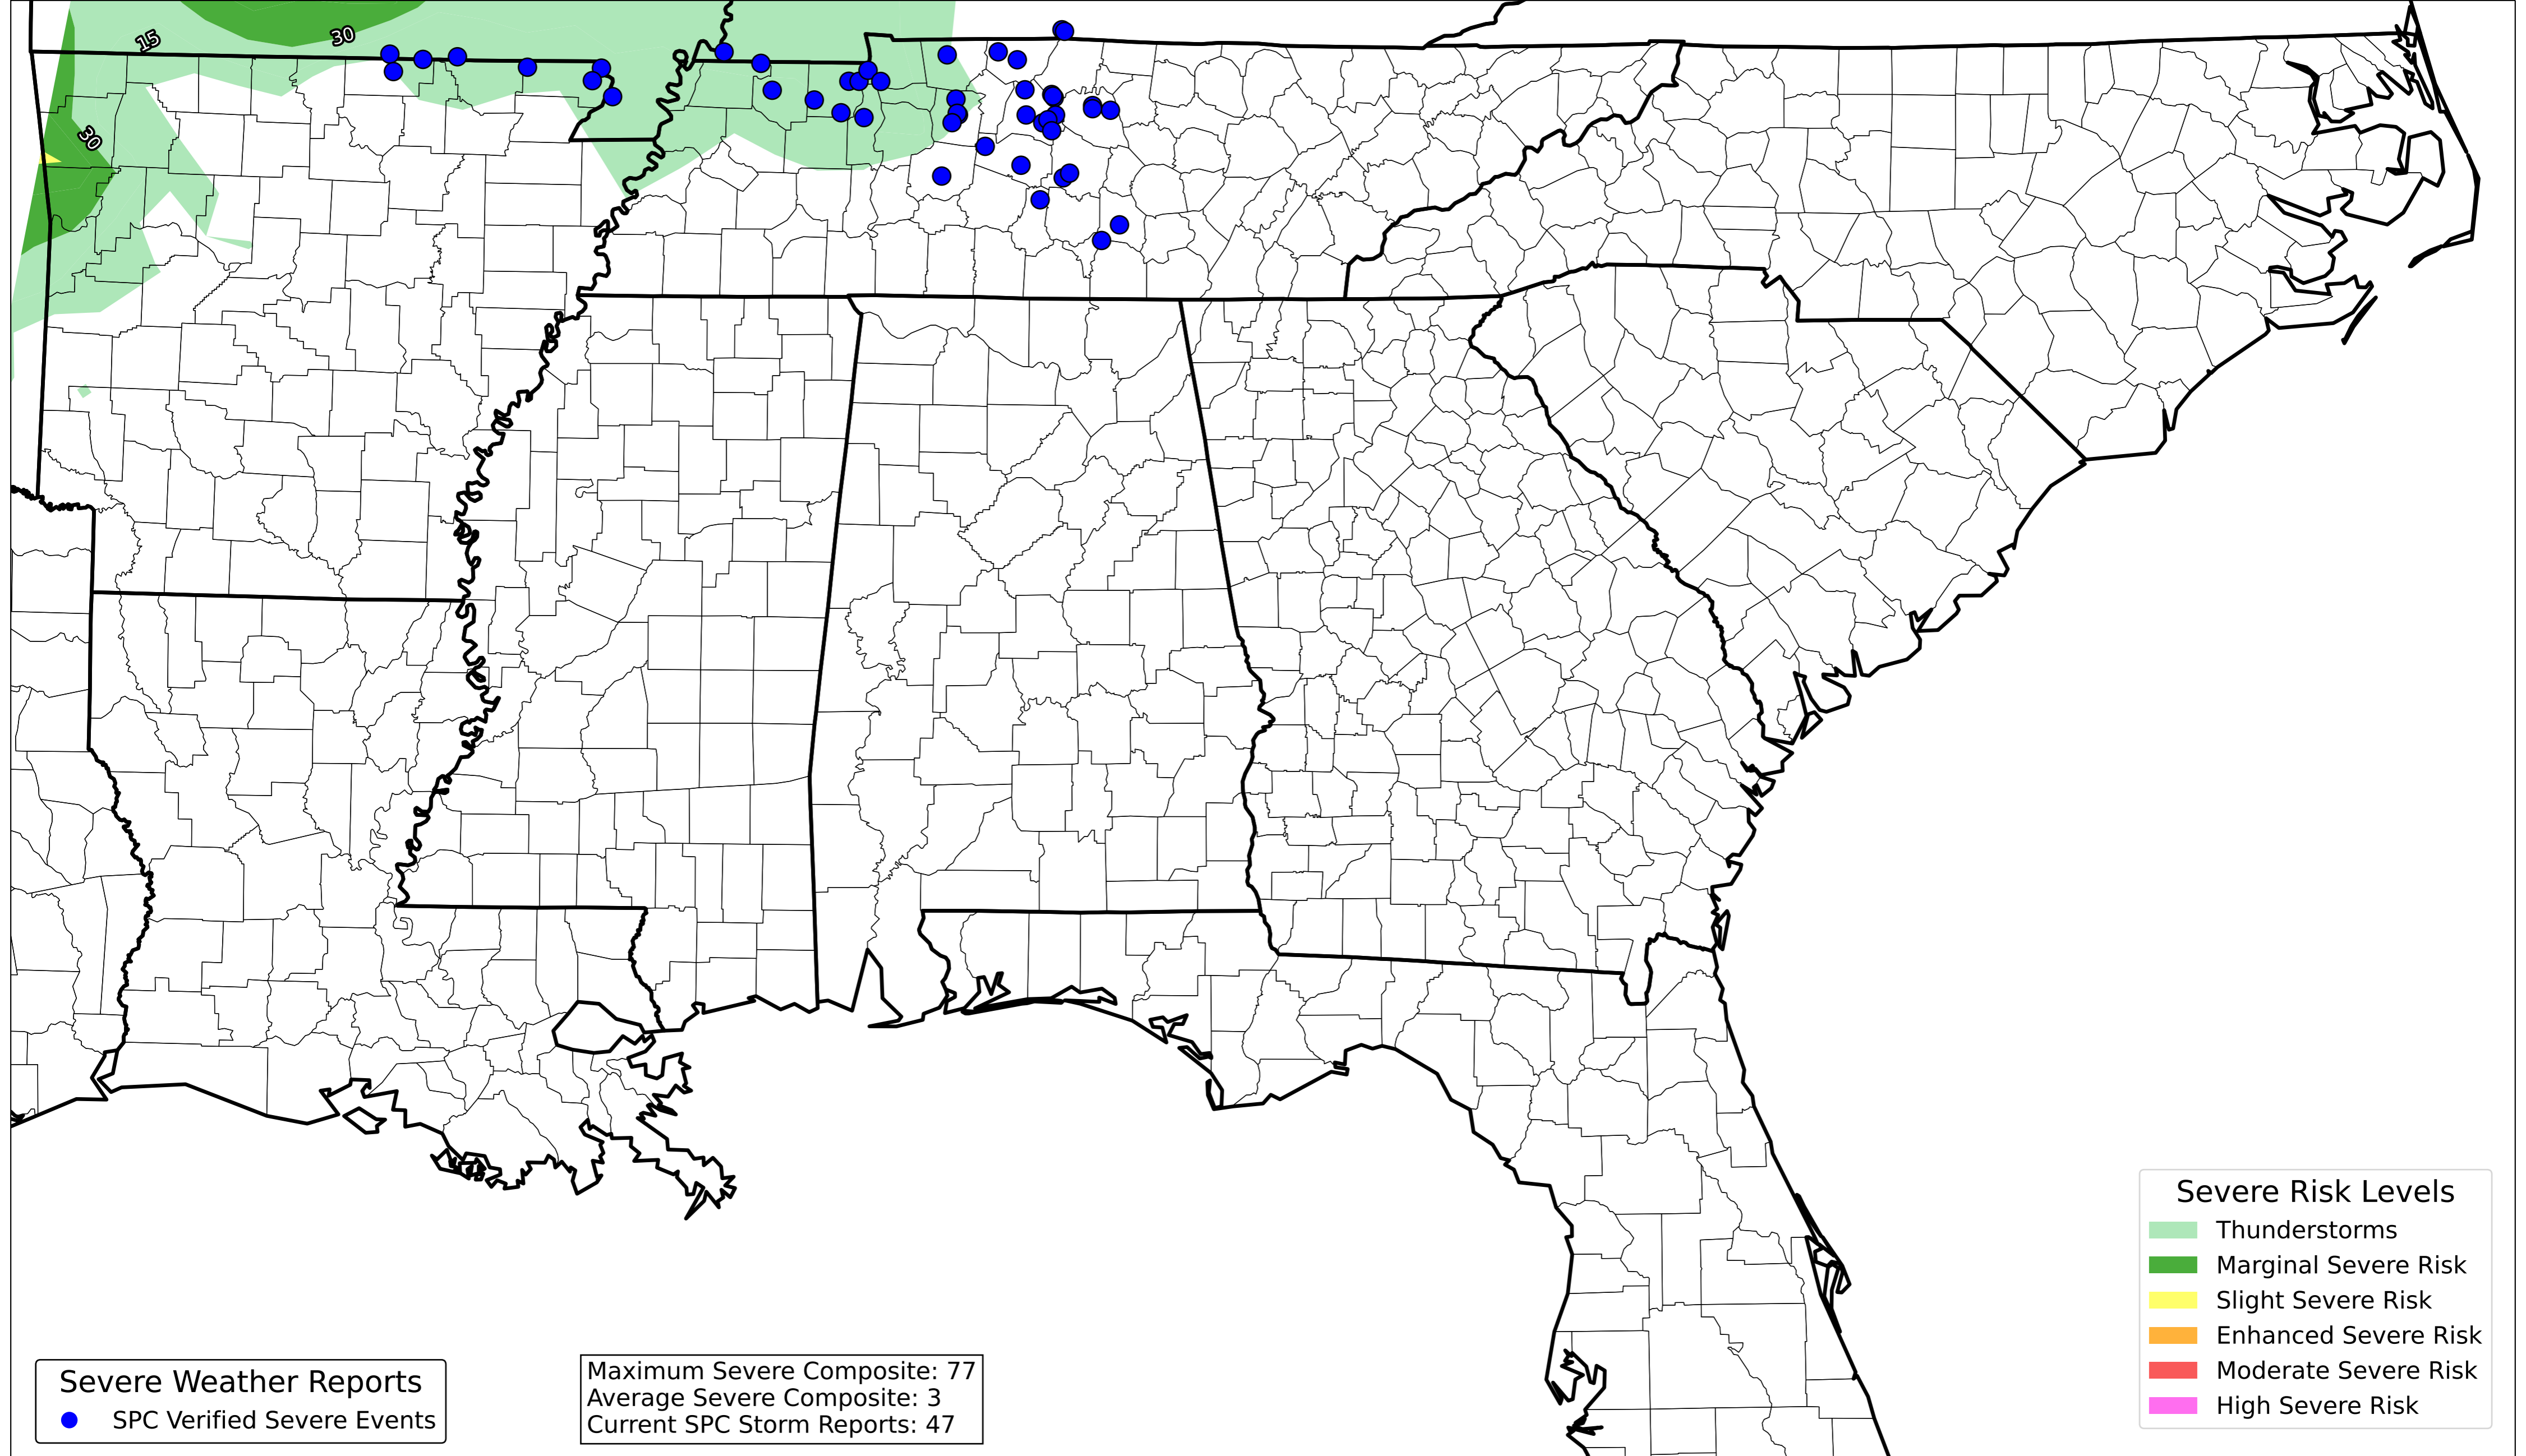 15
30
30
Severe Weather Reports
SPC Verified Severe Events
Maximum Severe Composite: 77
Average Severe Composite: 3
Current SPC Storm Reports: 47
Severe Risk Levels
Thunderstorms
Marginal Severe Risk
Slight Severe Risk
Enhanced Severe Risk
Moderate Severe Risk
High Severe Risk